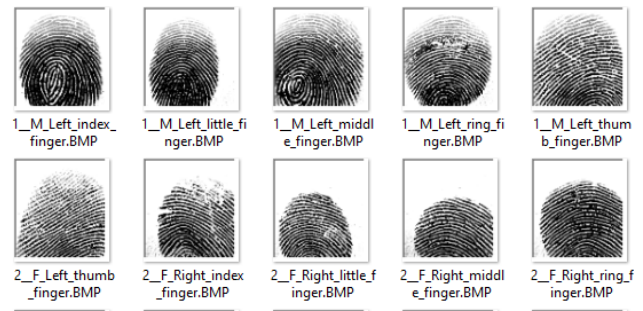 1__M_Left_index_
finger.BMP
1__M_Left_little_fi
nger.BMP
1__M_Left_middl
e_finger.BMP
1__M_Left_ring_fi
nger.BMP
1__M_Left_thum
b_finger.BMP
2__F_Left_thumb
_finger.BMP
2__F_Right_index
_finger.BMP
2__F_Right_little_f
inger.BMP
2__F_Right_middl
e_finger.BMP
2__F_Right_ring_f
inger.BMP